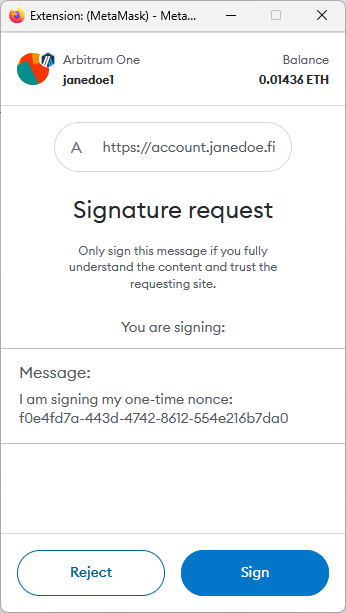 Extension: (MetaMask) - Meta...
Arbitrum One
Balance
janedoe1
0.01436 ETH
A
https://account.janedoe.fi
Signature request
Only sign this message if you fully
understand the content and trust the
requesting site.
You are signing:
Message:
I am signing my one-time nonce:
f0e4fd7a-443d-4742-8612-554e216b7da0
Reject
Sign